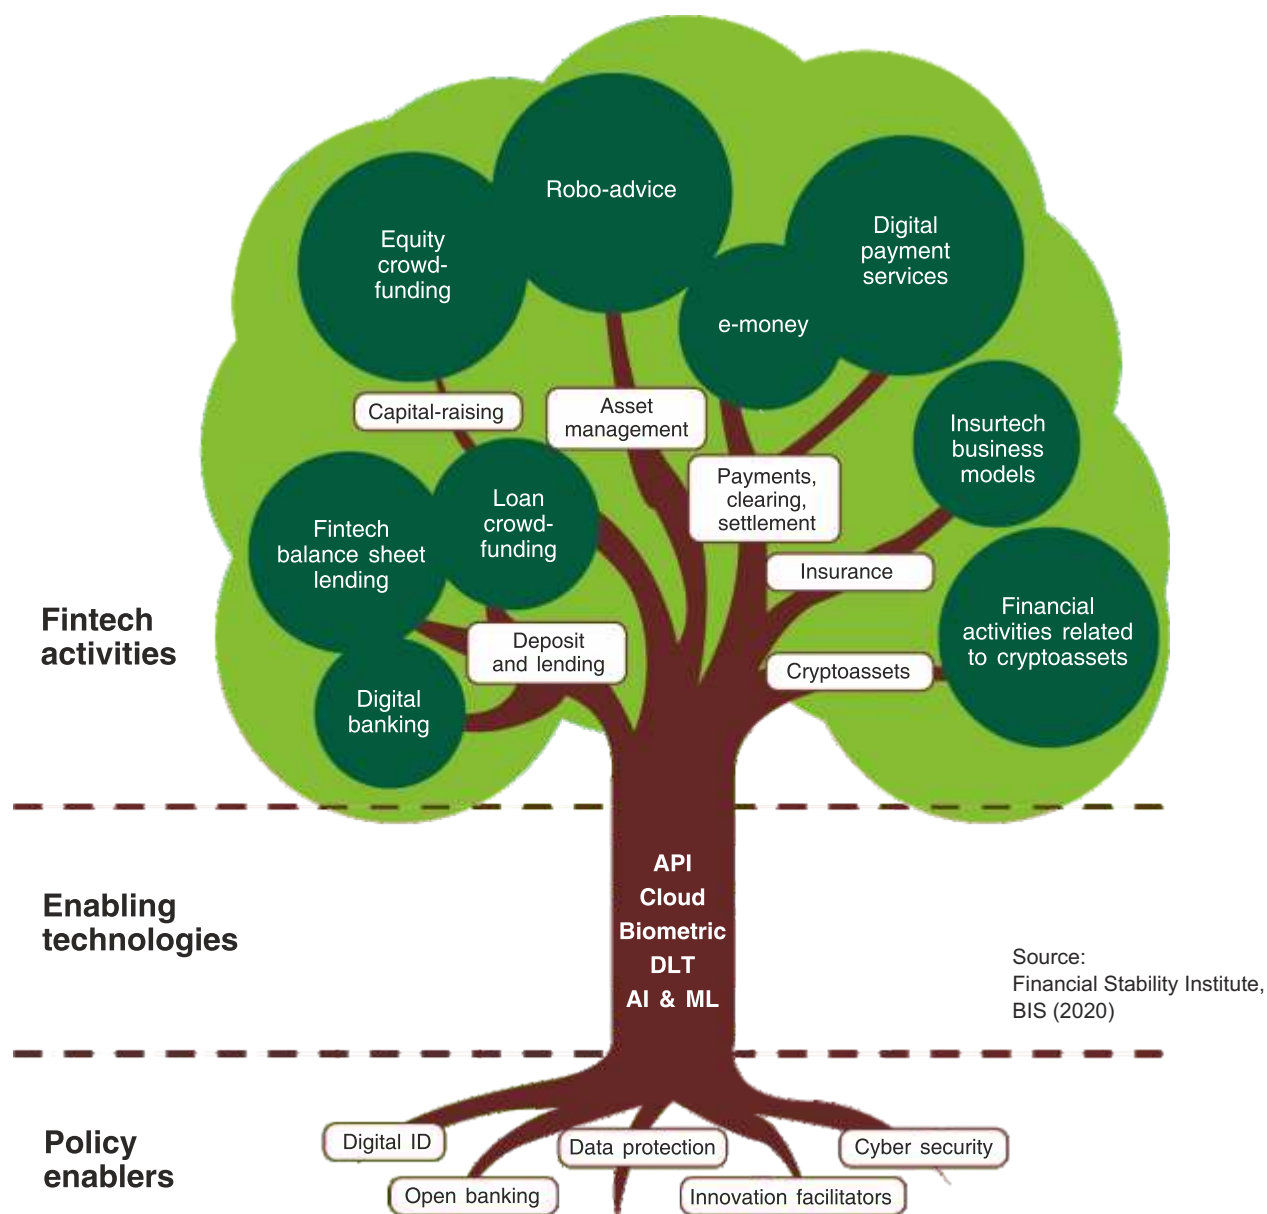 Robo-advice
Equity
crowd-
funding
Digital
payment
services
e-money
Capital-raising
Asset
management
Insurtech
business
models
Payments,
clearing,
settlement
Loan
crowd-
funding
Fintech
balance sheet
lending
Insurance
Financial
activities related
to cryptoassets
Fintech
activities
Deposit
and lending
Cryptoassets
Digital
banking
API
Cloud
Biometric
DLT
AI & ML
Enabling
technologies
Source:
Financial Stability Institute,
BIS (2020)
Policy
enablers
Digital ID
Data protection
Cyber security
Open banking
Innovation facilitators